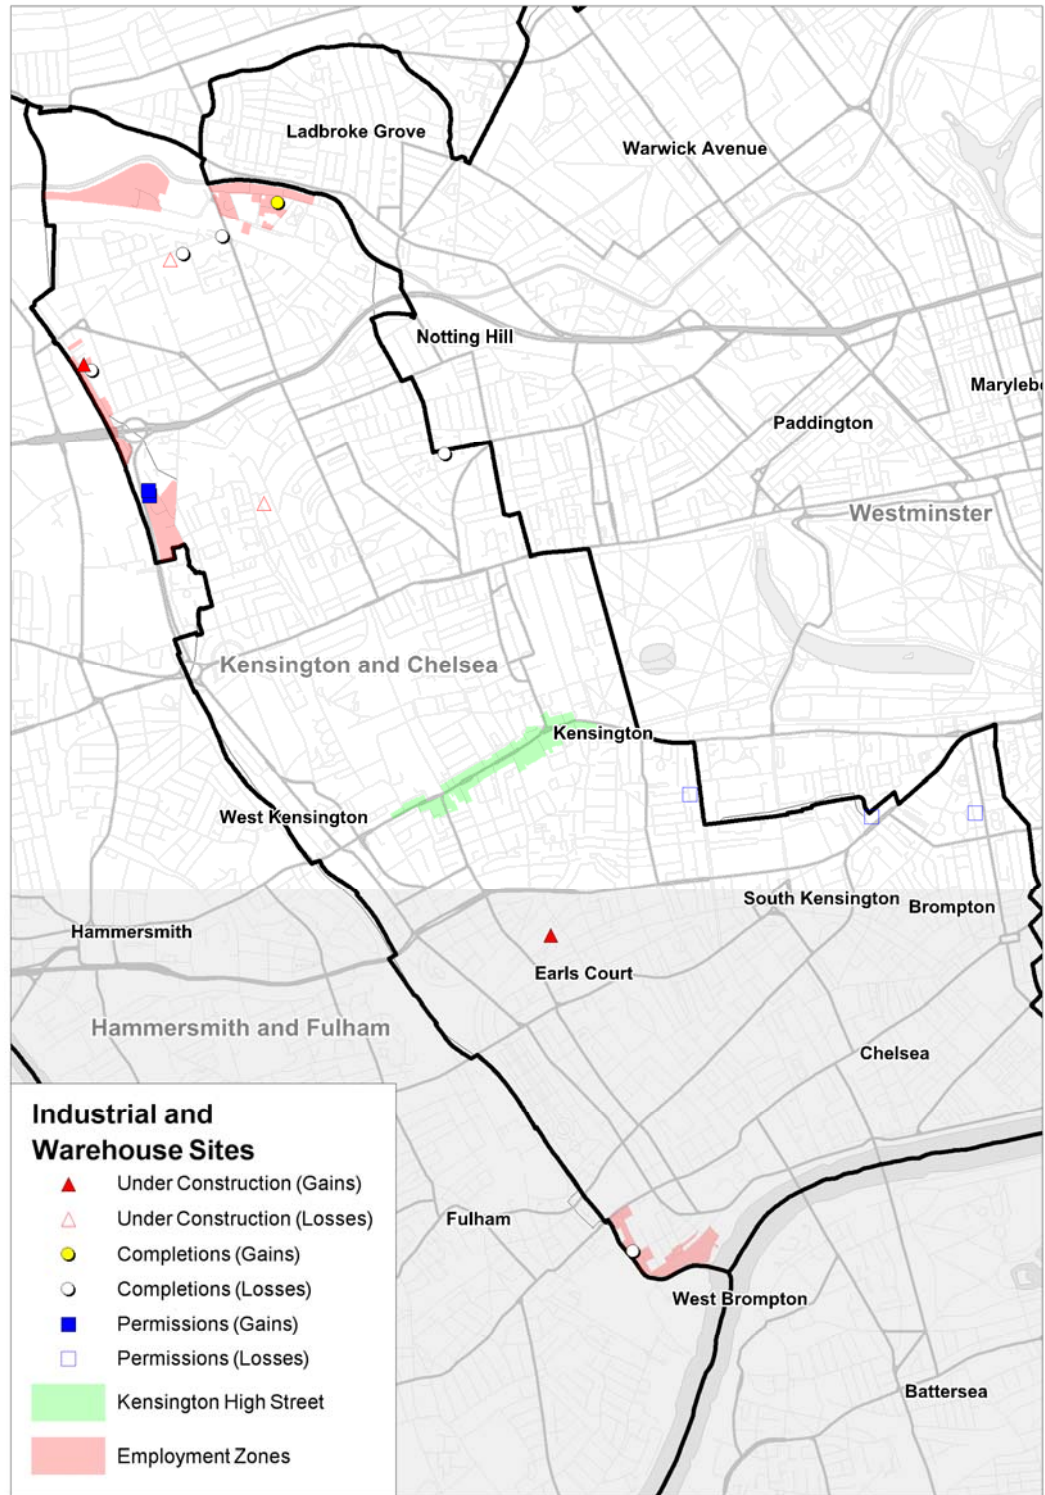 Ladbroke Grove
Warwick Avenue
Notting Hill
Maryleb
Paddington
Westminster
Kensington and Chelsea
Kensington
West Kensington
South Kensington
Brompton
Hammersmith
Earls Court
Hammersmith and Fulham
Chelsea
Fulham
West Brompton
Battersea
Industrial and
Warehouse Sites
Under Construction (Gains)
Under Construction (Losses)
Completions (Gains)
Completions (Losses)
Permissions (Gains)
Permissions (Losses)
Kensington High Street
Employment Zones